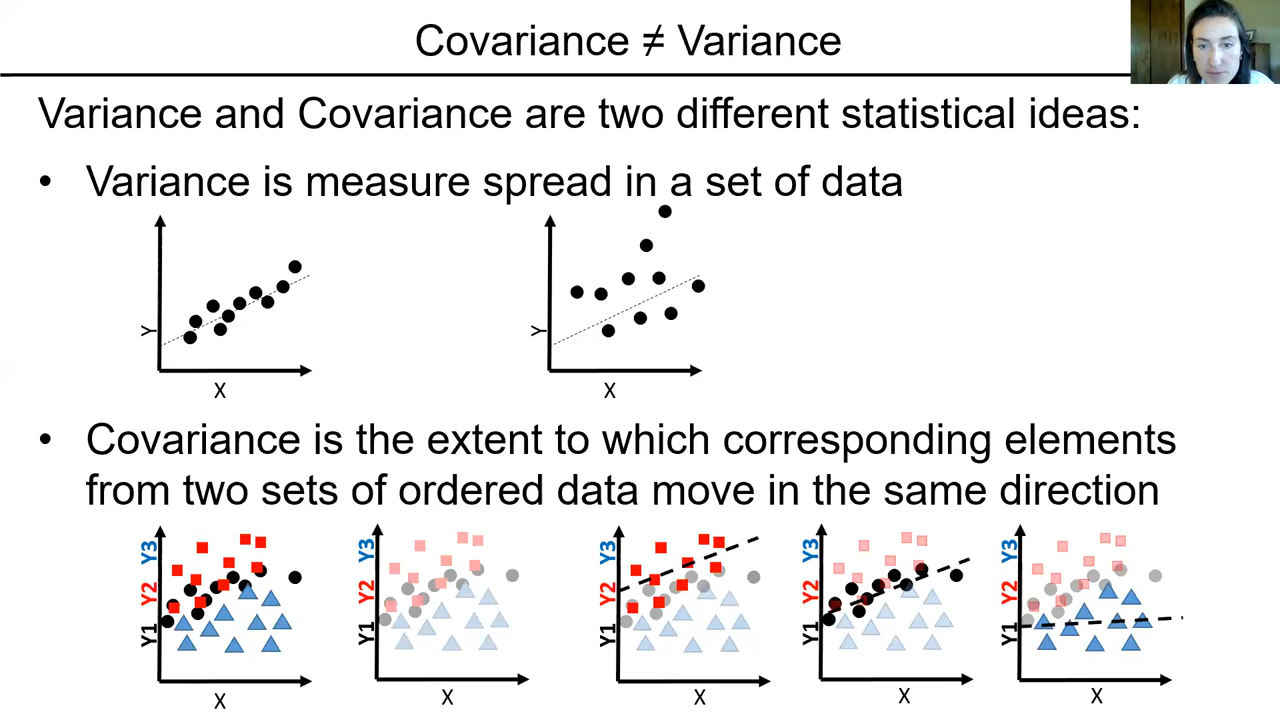 Covariance ≠ Variance
Variance and Covariance are two different statistical ideas:
• Variance is measure spread in a set of data
Y
X
Y
X
• Covariance is the extent to which corresponding elements
from two sets of ordered data move in the same direction
Y1 Y2 Y3
X
Y1 Y2 Y3
X
Y1 Y2 Y3
X
Y1 Y2 Y3
X
Y1 Y2 Y3
X